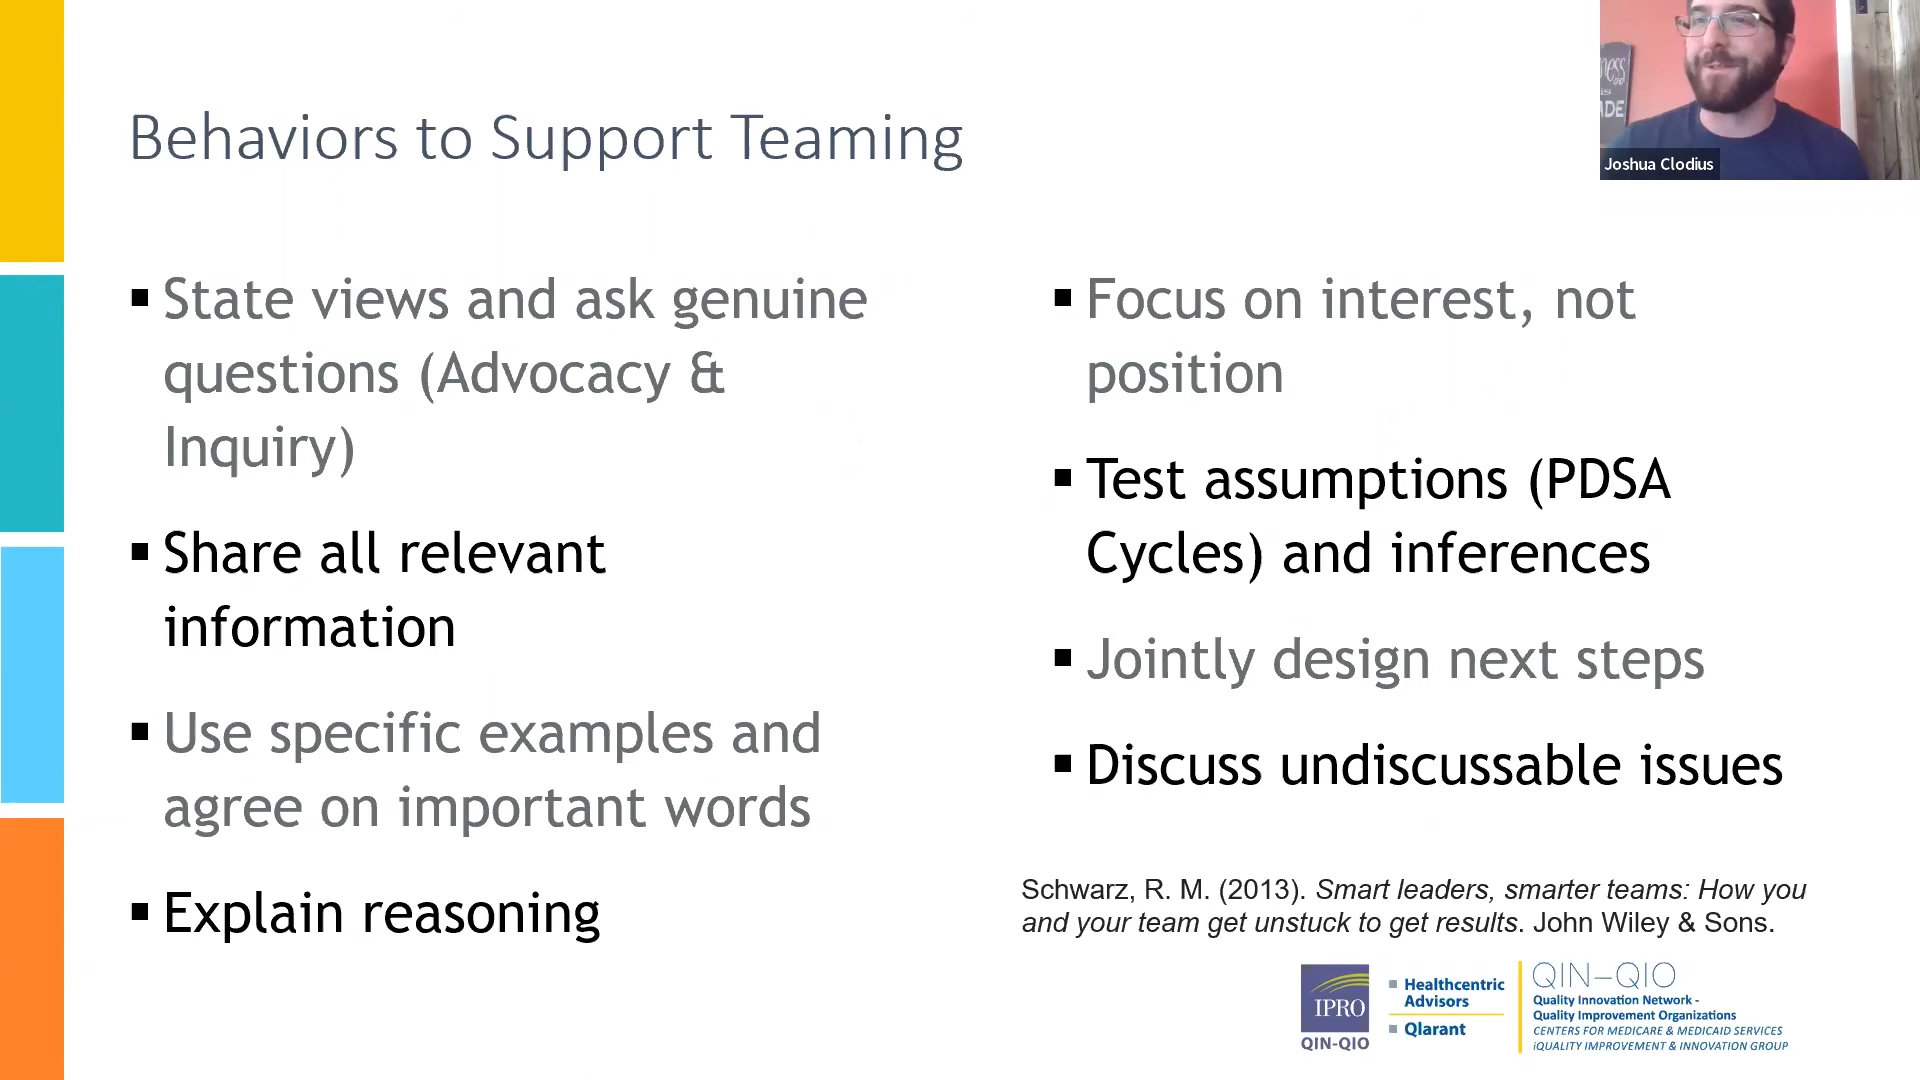 Behaviors to Support Teaming
▪ State views and ask genuine
questions (Advocacy &
Inquiry)
▪ Share all relevant
information
▪ Use specific examples and
agree on important words
▪ Explain reasoning
▪ Focus on interest, not
position
▪ Test assumptions (PDSA
Cycles) and inferences
▪ Jointly design next steps
▪ Discuss undiscussable issues
Schwarz, R. M. (2013). Smart leaders, smarter teams: How you
and your team get unstuck to get results. John Wiley & Sons.
IPRO
QIN-QIO
Healthcentric
Advisors
Qlarant
QIN–QIO
Quality Innovation Network -
Quality Improvement Organizations
CENTERS FOR MEDICARE & MEDICAID SERVICES
iQUALITY IMPROVEMENT & INNOVATION GROUP
Joshua Clodius